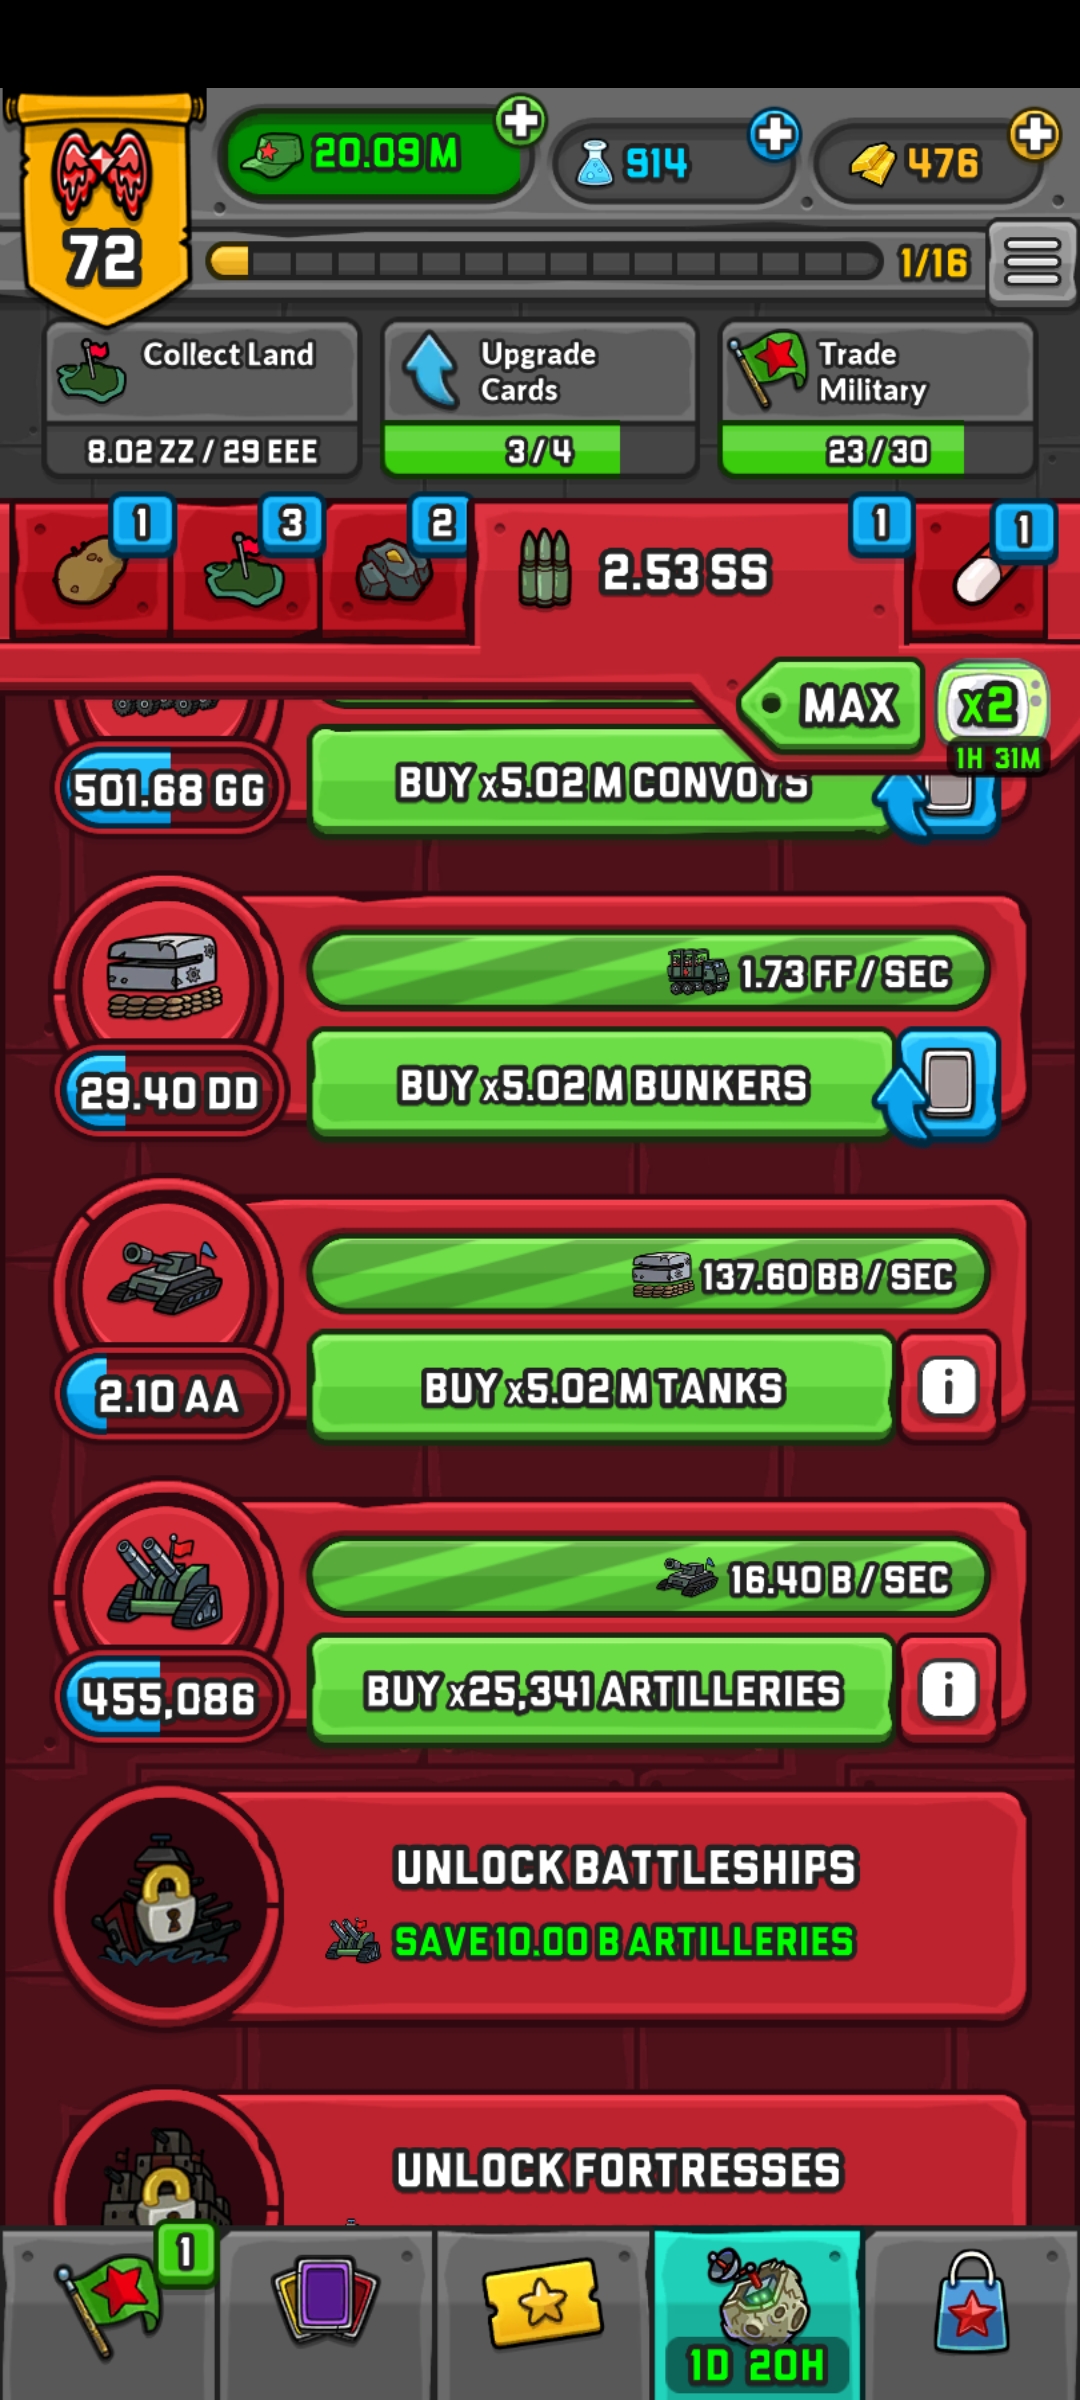 20.09 M
914
476
72
1/16
Collect Land
8.02 ZZ / 29 EEE
Upgrade
Cards
3/4
Trade
Military
23/30
1
3
2
2.53 SS
1
1
MAX
x2
1H 31M
501.68 GG
BUY x5.02 M CONVOYS
1.73 FF / SEC
29.40 DD
BUY x5.02 M BUNKERS
137.60 BB / SEC
2.10 AA
BUY x5.02 M TANKS
i
16.40 B / SEC
455,086
BUY x25,341 ARTILLERIES
i
UNLOCK BATTLESHIPS
SAVE 10.00 B ARTILLERIES
UNLOCK FORTRESSES
1
1D 20H